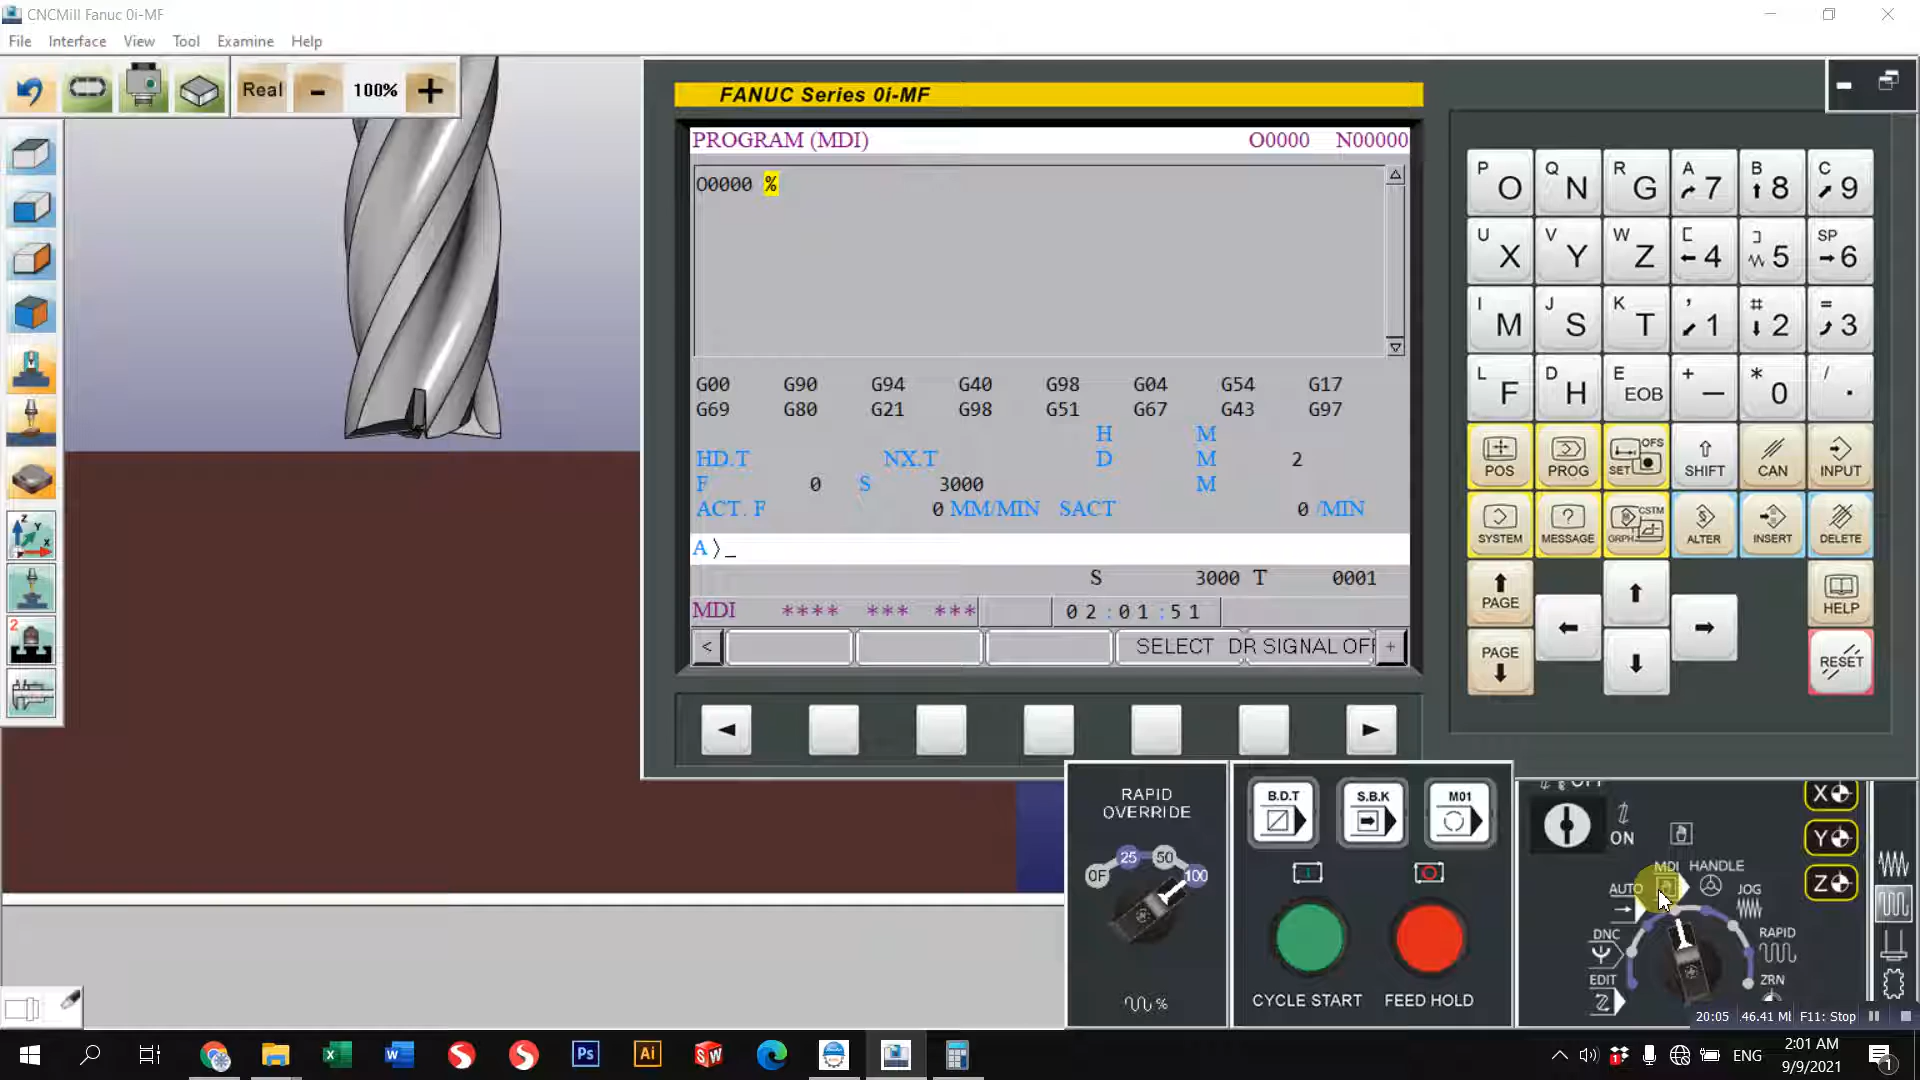 CNCMill Fanuc 0i-MF
File Interface View Tool Examine Help
Real - 100% +
FANUC Series 0i-MF
PROGRAM (MDI) O0000 N00000
O0000 %
G00 G90 G94 G40 G98 G04 G54 G17
G69 G80 G21 G98 G51 G67 G43 G97
H M
HD.T NX.T D M 2
F 0 S 3000 M
ACT. F 0 MM/MIN SACT 0 /MIN
A 〉_
S 3000 T 0001
MDI **** *** *** 02:01:51
< SELECT DR SIGNAL OFF +
P O Q N R G A 7 B 8 C 9
U X V Y W Z [ 4 ] 5 SP 6
I M J S K T , 1 # 2 = 3
L F D H E EOB + - * 0 / .
POS PROG OFS SET SHIFT CAN INPUT
SYSTEM MESSAGE CSTM GRPH ALTER INSERT DELETE
PAGE HELP
PAGE RESET
RAPID OVERRIDE
OF 25 50 100
%
B.D.T S.B.K M01
CYCLE START FEED HOLD
ON
X
Y
Z
MDI HANDLE
AUTO JOG
DNC RAPID
EDIT ZRN
2
20:05 .46.41 MI F11: Stop
Ps Ai SW
ENG 2:01 AM
9/9/2021 1